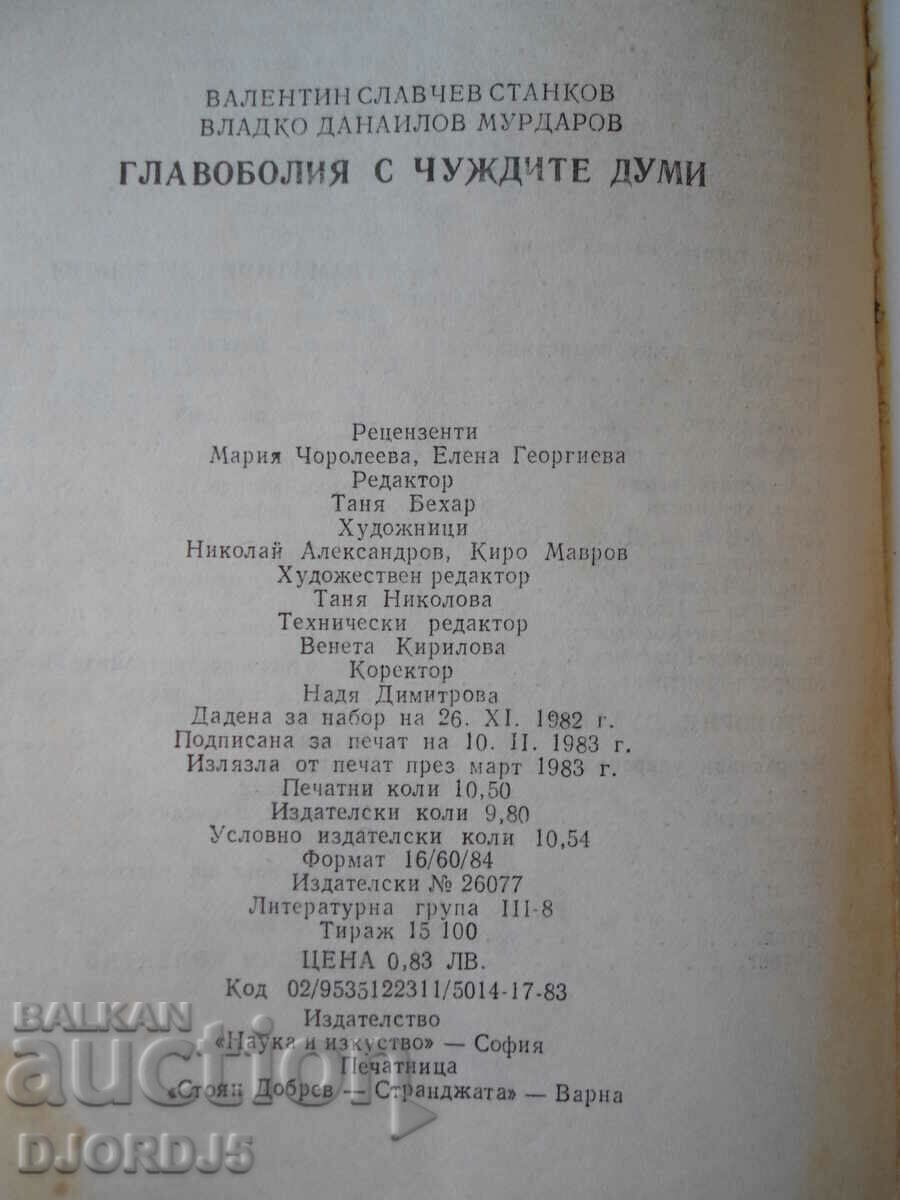 ВАЛЕНТИН СЛАВЧЕВ СТАНКОВ
ВЛАДКО ДАНАИЛОВ МУРДАРОВ
ГЛАВОБОЛИЯ С ЧУЖДИТЕ ДУМИ
Рецензенти
Мария Чоролеева, Елена Георгиева
Редактор
Таня Бехар
Художници
Николай Александров, Киро Мавров
Художествен редактор
Таня Николова
Технически редактор
Венета Кирилова
Коректор
Надя Димитрова
Дадена за набор на 26. XI. 1982 г.
Подписана за печат на 10. II. 1983 г.
Излязла от печат през март 1983 г.
Печатни коли 10,50
Издателски коли 9,80
Условно издателски коли 10,54
Формат 16/60/84
Издателски № 26077
Литературна група III-8
Тираж 15 100
ЦЕНА 0,83 ЛВ.
Код 02/9535122311/5014-17-83
Издателство
«Наука и изкуство» — София
Печатница
«Стоян Добрев — Странджата» — Варна
BALKAN
auction
DJORDJ5